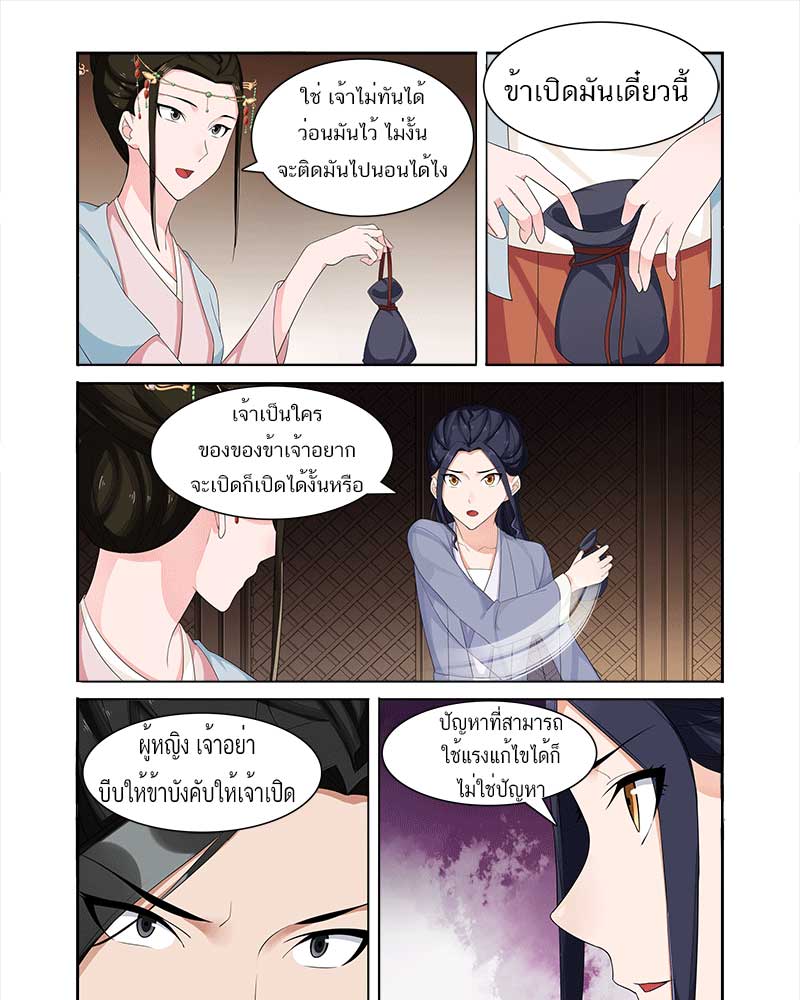 ใช่ เจ้าไม่ทันได้
ว่อนมันไว้ ไม่งั้น
จะติดมันไปนอนได้ไง
ข้าเปิดมันเดี๋ยวนี้
เจ้าเป็นใคร
ของของข้าเจ้าอยาก
จะเปิดก็เปิดได้งั้นหรือ
ผู้หญิง เจ้าอย่า
บีบให้ข้าบังคับให้เจ้าเปิด
ปัญหาที่สามารถ
ใช้แรงแก้ไขได้ก็
ไม่ใช่ปัญหา